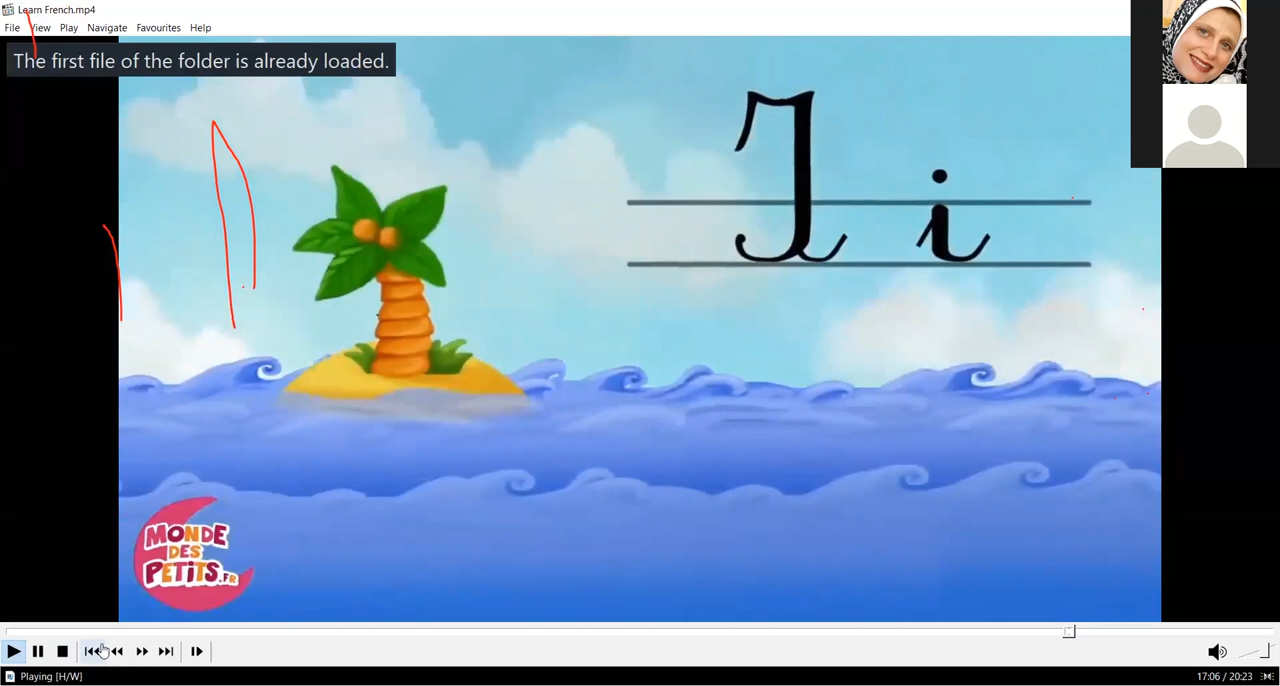 Learn French.mp4
File View Play Navigate Favourites Help
The first file of the folder is already loaded.
I i
MONDE
DES
PETITS.FR
Playing [H/W]
17:06 / 20:23